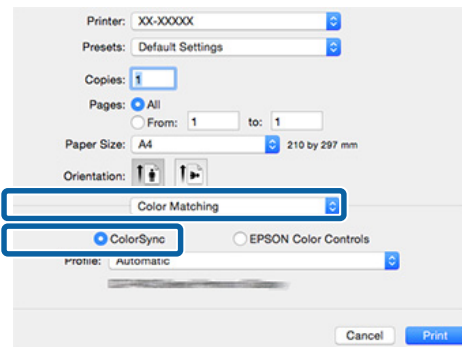 Printer: XX-XXXXX
Presets: Default Settings
Copies: 1
Pages: All
From: 1 to: 1
Paper Size: A4 210 by 297 mm
Orientation:
Color Matching
ColorSync EPSON Color Controls
Profile: Automatic
Cancel Print